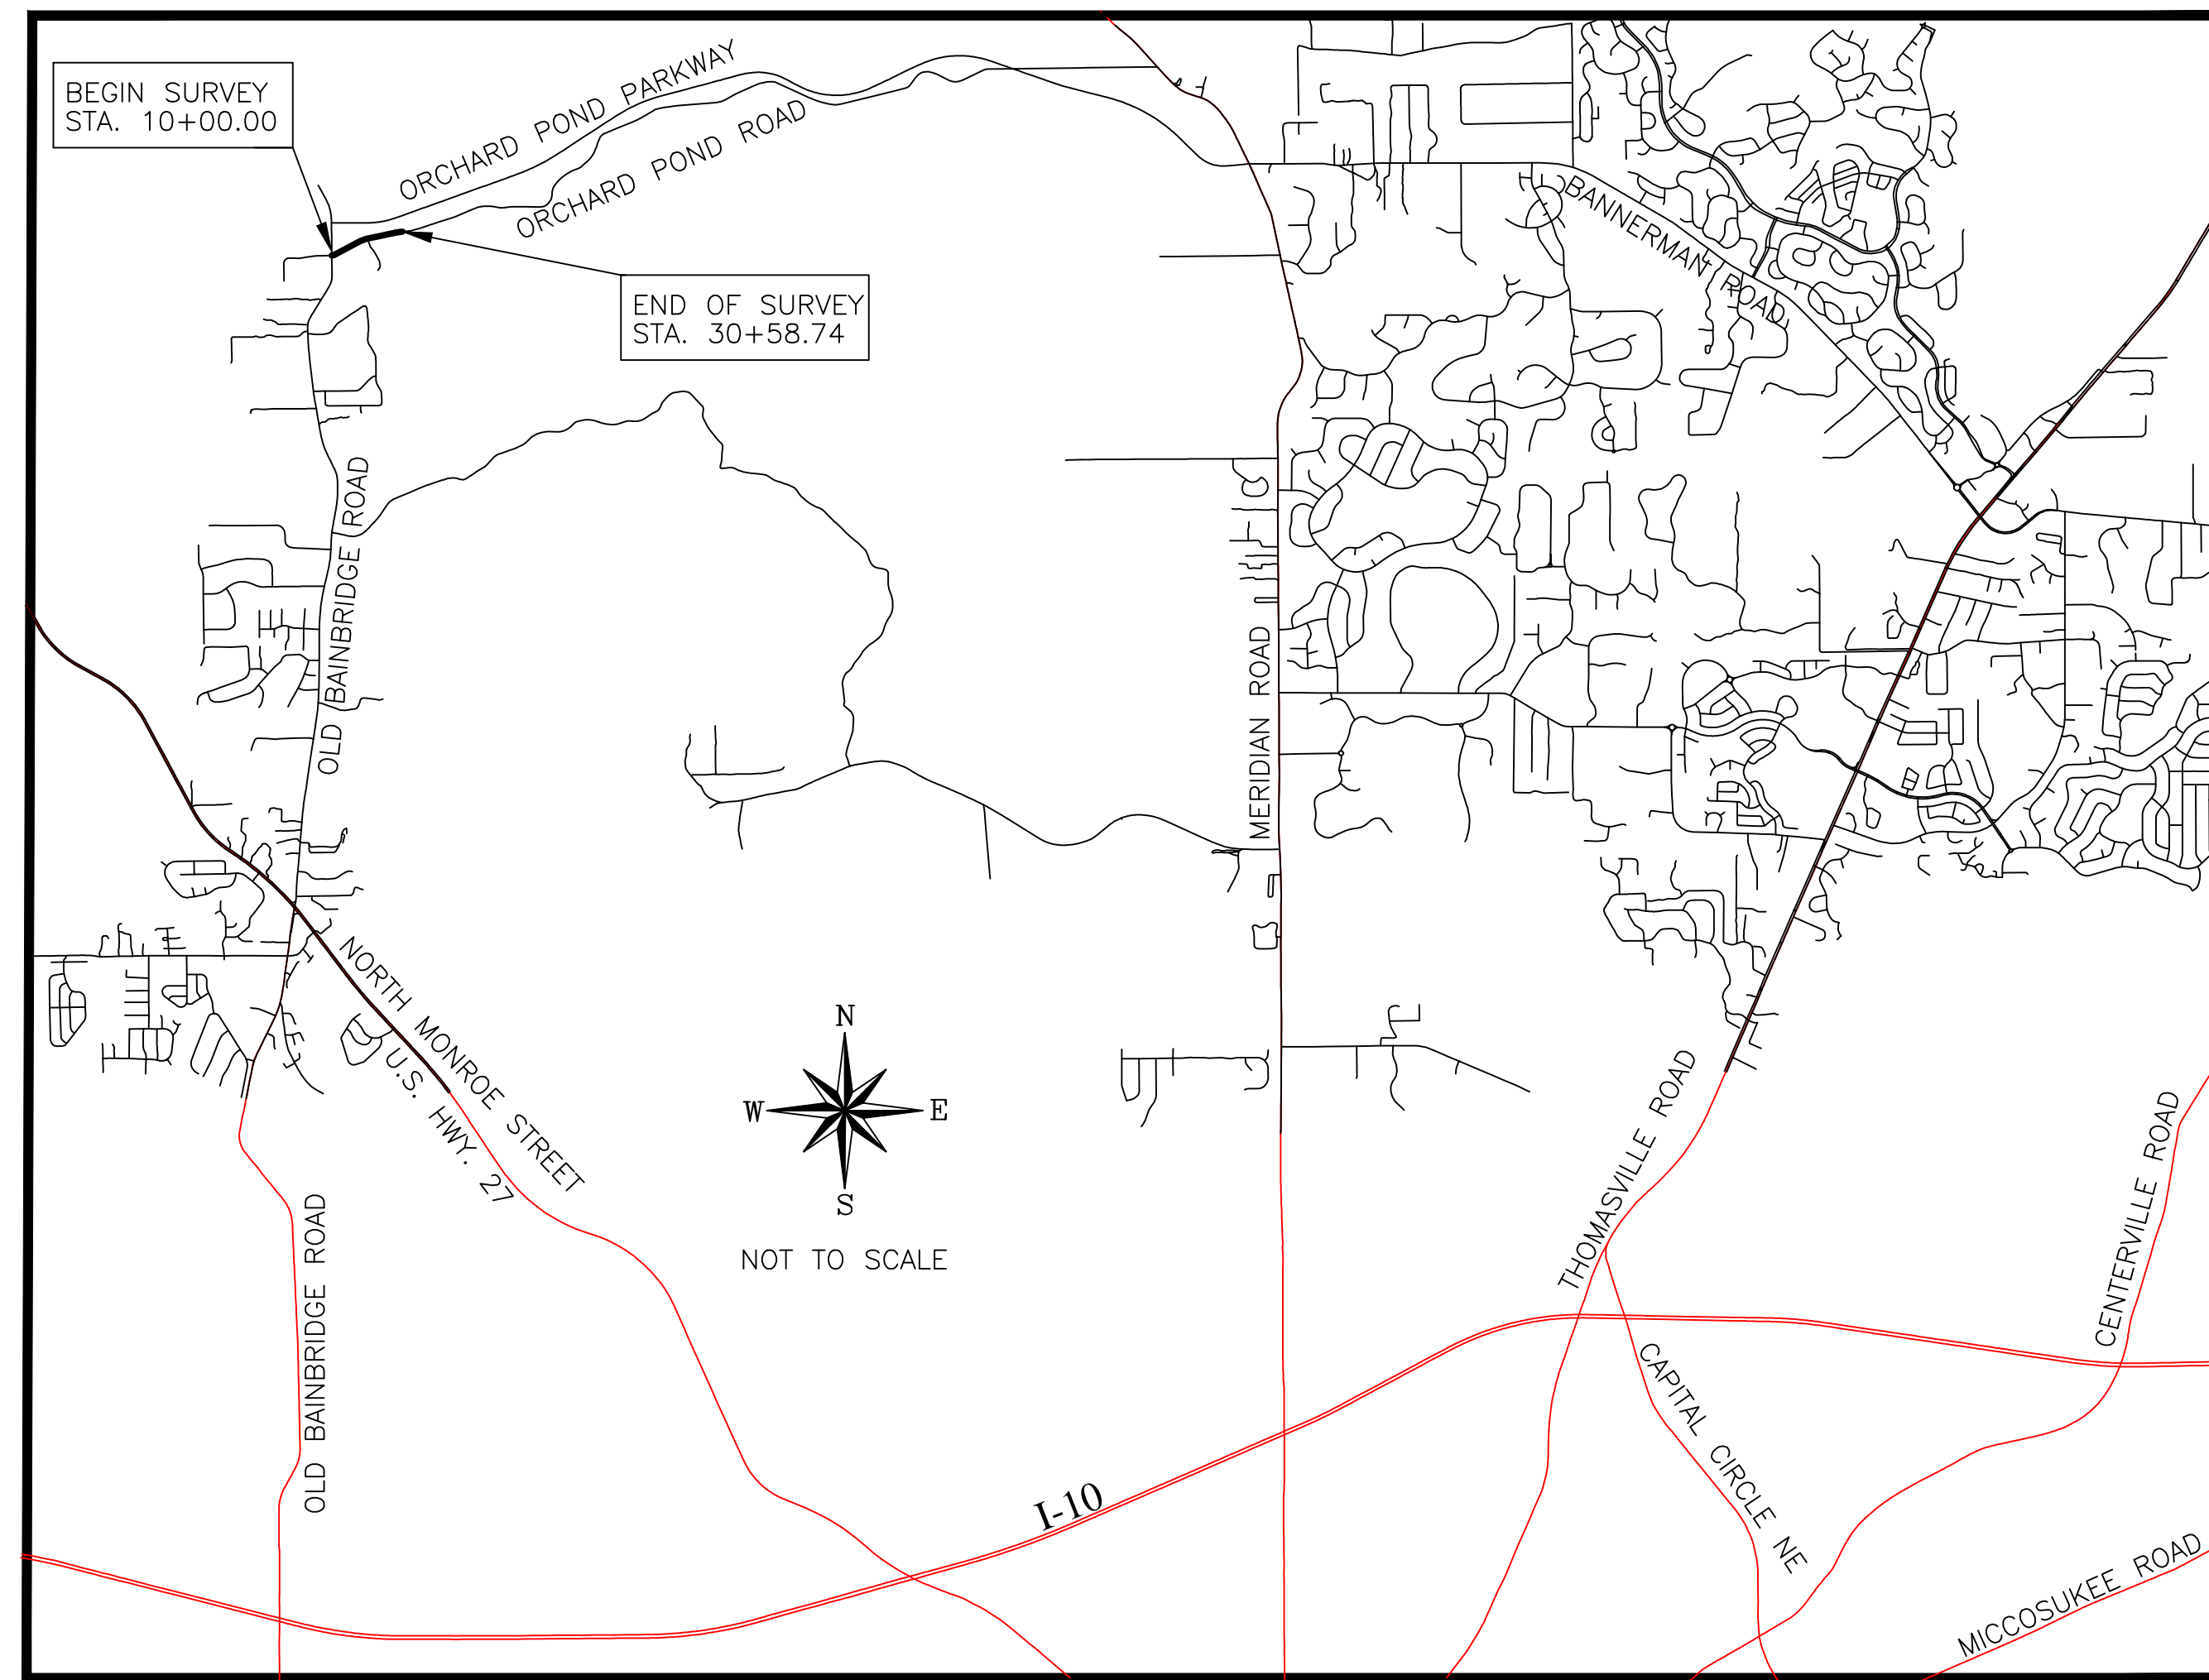 BEGIN SURVEY
STA. 10+00.00
ORCHARD POND PARKWAY
ORCHARD POND ROAD
BANNERMAN ROAD
END OF SURVEY
STA. 30+58.74
OLD BAINBRIDGE ROAD
MERIDIAN ROAD
NORTH MONROE STREET
U.S. HWY. 27
N
W
E
S
NOT TO SCALE
THOMASVILLE ROAD
CENTERVILLE ROAD
OLD BAINBRIDGE ROAD
CAPITAL CIRCLE NE
I-10
MICCOSUKEE ROAD